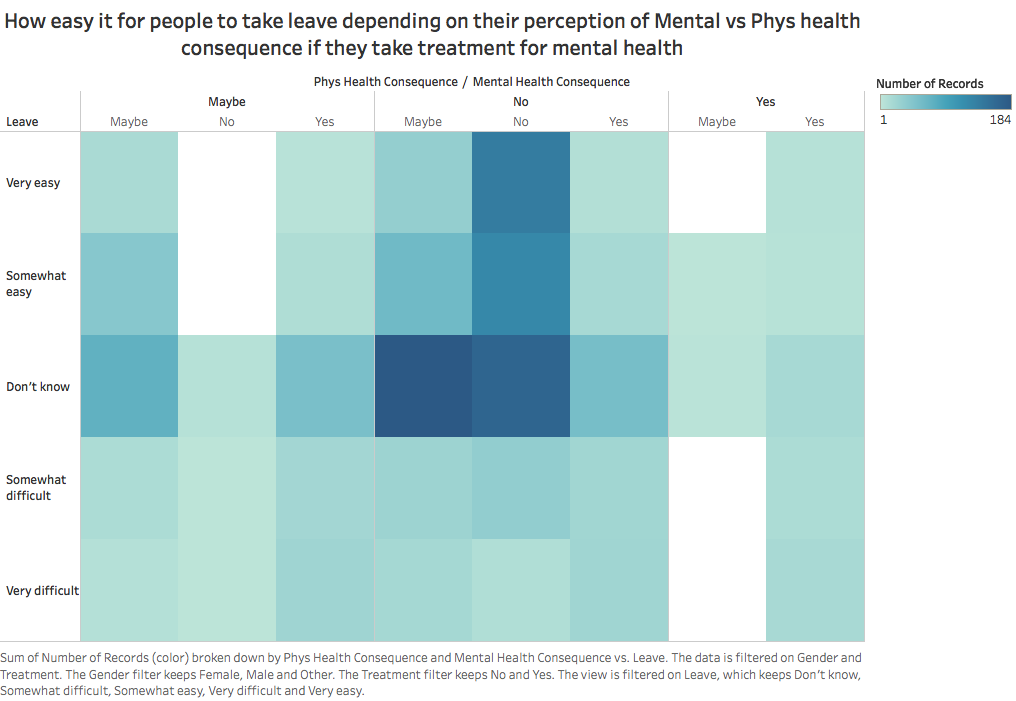 How easy it for people to take leave depending on their perception of Mental vs Phys health
consequence if they take treatment for mental health
Phys Health Consequence / Mental Health Consequence
Number of Records
1 184
Maybe No Yes
Leave Maybe No Yes Maybe No Yes Maybe Yes
Very easy
Somewhat
easy
Don't know
Somewhat
difficult
Very difficult
Sum of Number of Records (color) broken down by Phys Health Consequence and Mental Health Consequence vs. Leave. The data is filtered on Gender and
Treatment. The Gender filter keeps Female, Male and Other. The Treatment filter keeps No and Yes. The view is filtered on Leave, which keeps Don't know,
Somewhat difficult, Somewhat easy, Very difficult and Very easy.